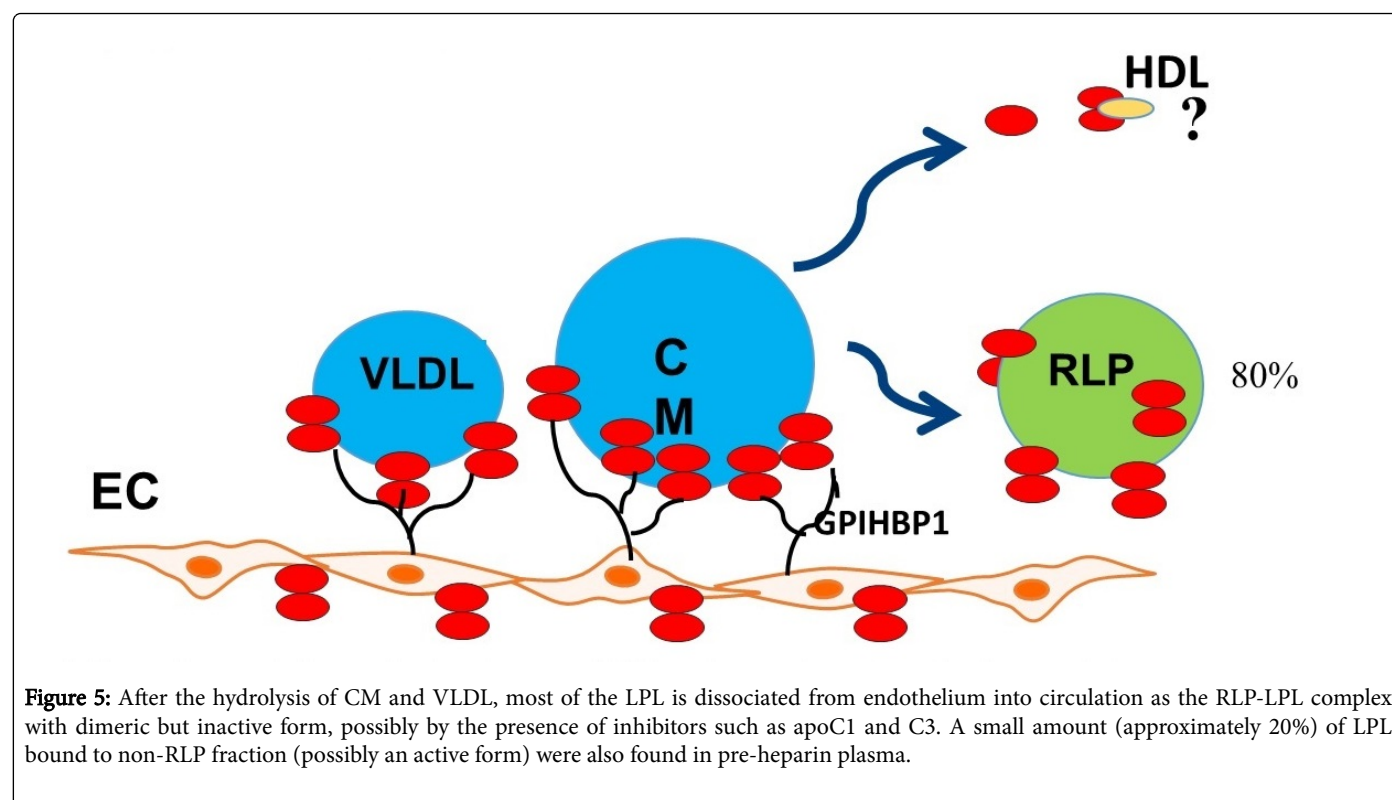 HDL
?
C
M
VLDL
RLP
80%
EC
GPIHBP1
Figure 5: After the hydrolysis of CM and VLDL, most of the LPL is dissociated from endothelium into circulation as the RLP-LPL complex
with dimeric but inactive form, possibly by the presence of inhibitors such as apoC1 and C3. A small amount (approximately 20%) of LPL
bound to non-RLP fraction (possibly an active form) were also found in pre-heparin plasma.